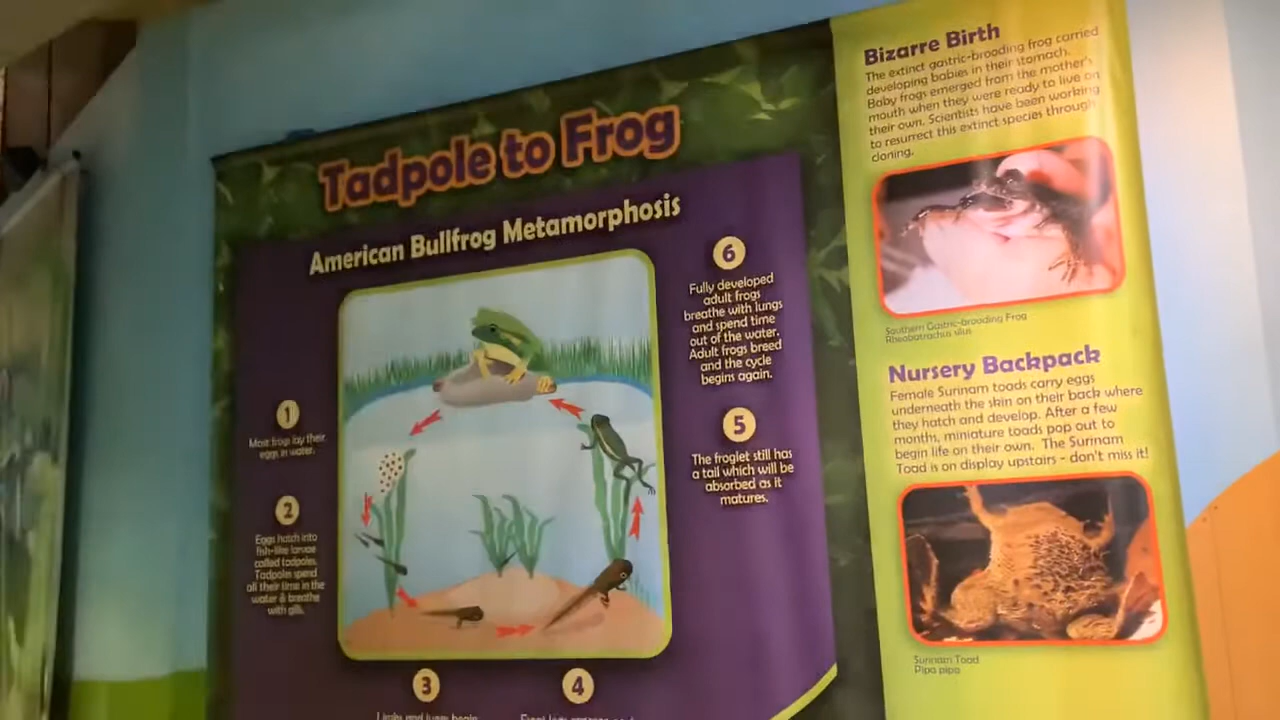 Tadpole to Frog
American Bullfrog Metamorphosis
1
Most frogs lay their
eggs in water.
2
Eggs hatch into
fish-like larvae
called tadpoles.
Tadpoles spend
all their time in the
water & breathe
with gills.
3
Limbs and lungs begin
4
Front legs
5
The froglet still has
a tail which will be
absorbed as it
matures.
6
Fully developed
adult frogs
breathe with lungs
and spend time
out of the water.
Adult frogs breed
and the cycle
begins again.
Bizarre Birth
The extinct gastric-brooding frog carried
developing babies in their stomach.
Baby frogs emerged from the mother's
mouth when they were ready to live on
their own. Scientists have been working
to resurrect this extinct species through
cloning.
Southern Gastric-brooding Frog
Rheobatrachus silus
Nursery Backpack
Female Surinam toads carry eggs
underneath the skin on their back where
they hatch and develop. After a few
months, miniature toads pop out to
begin life on their own. The Surinam
Toad is on display upstairs - don't miss it!
Surinam Toad
Pipa pipa